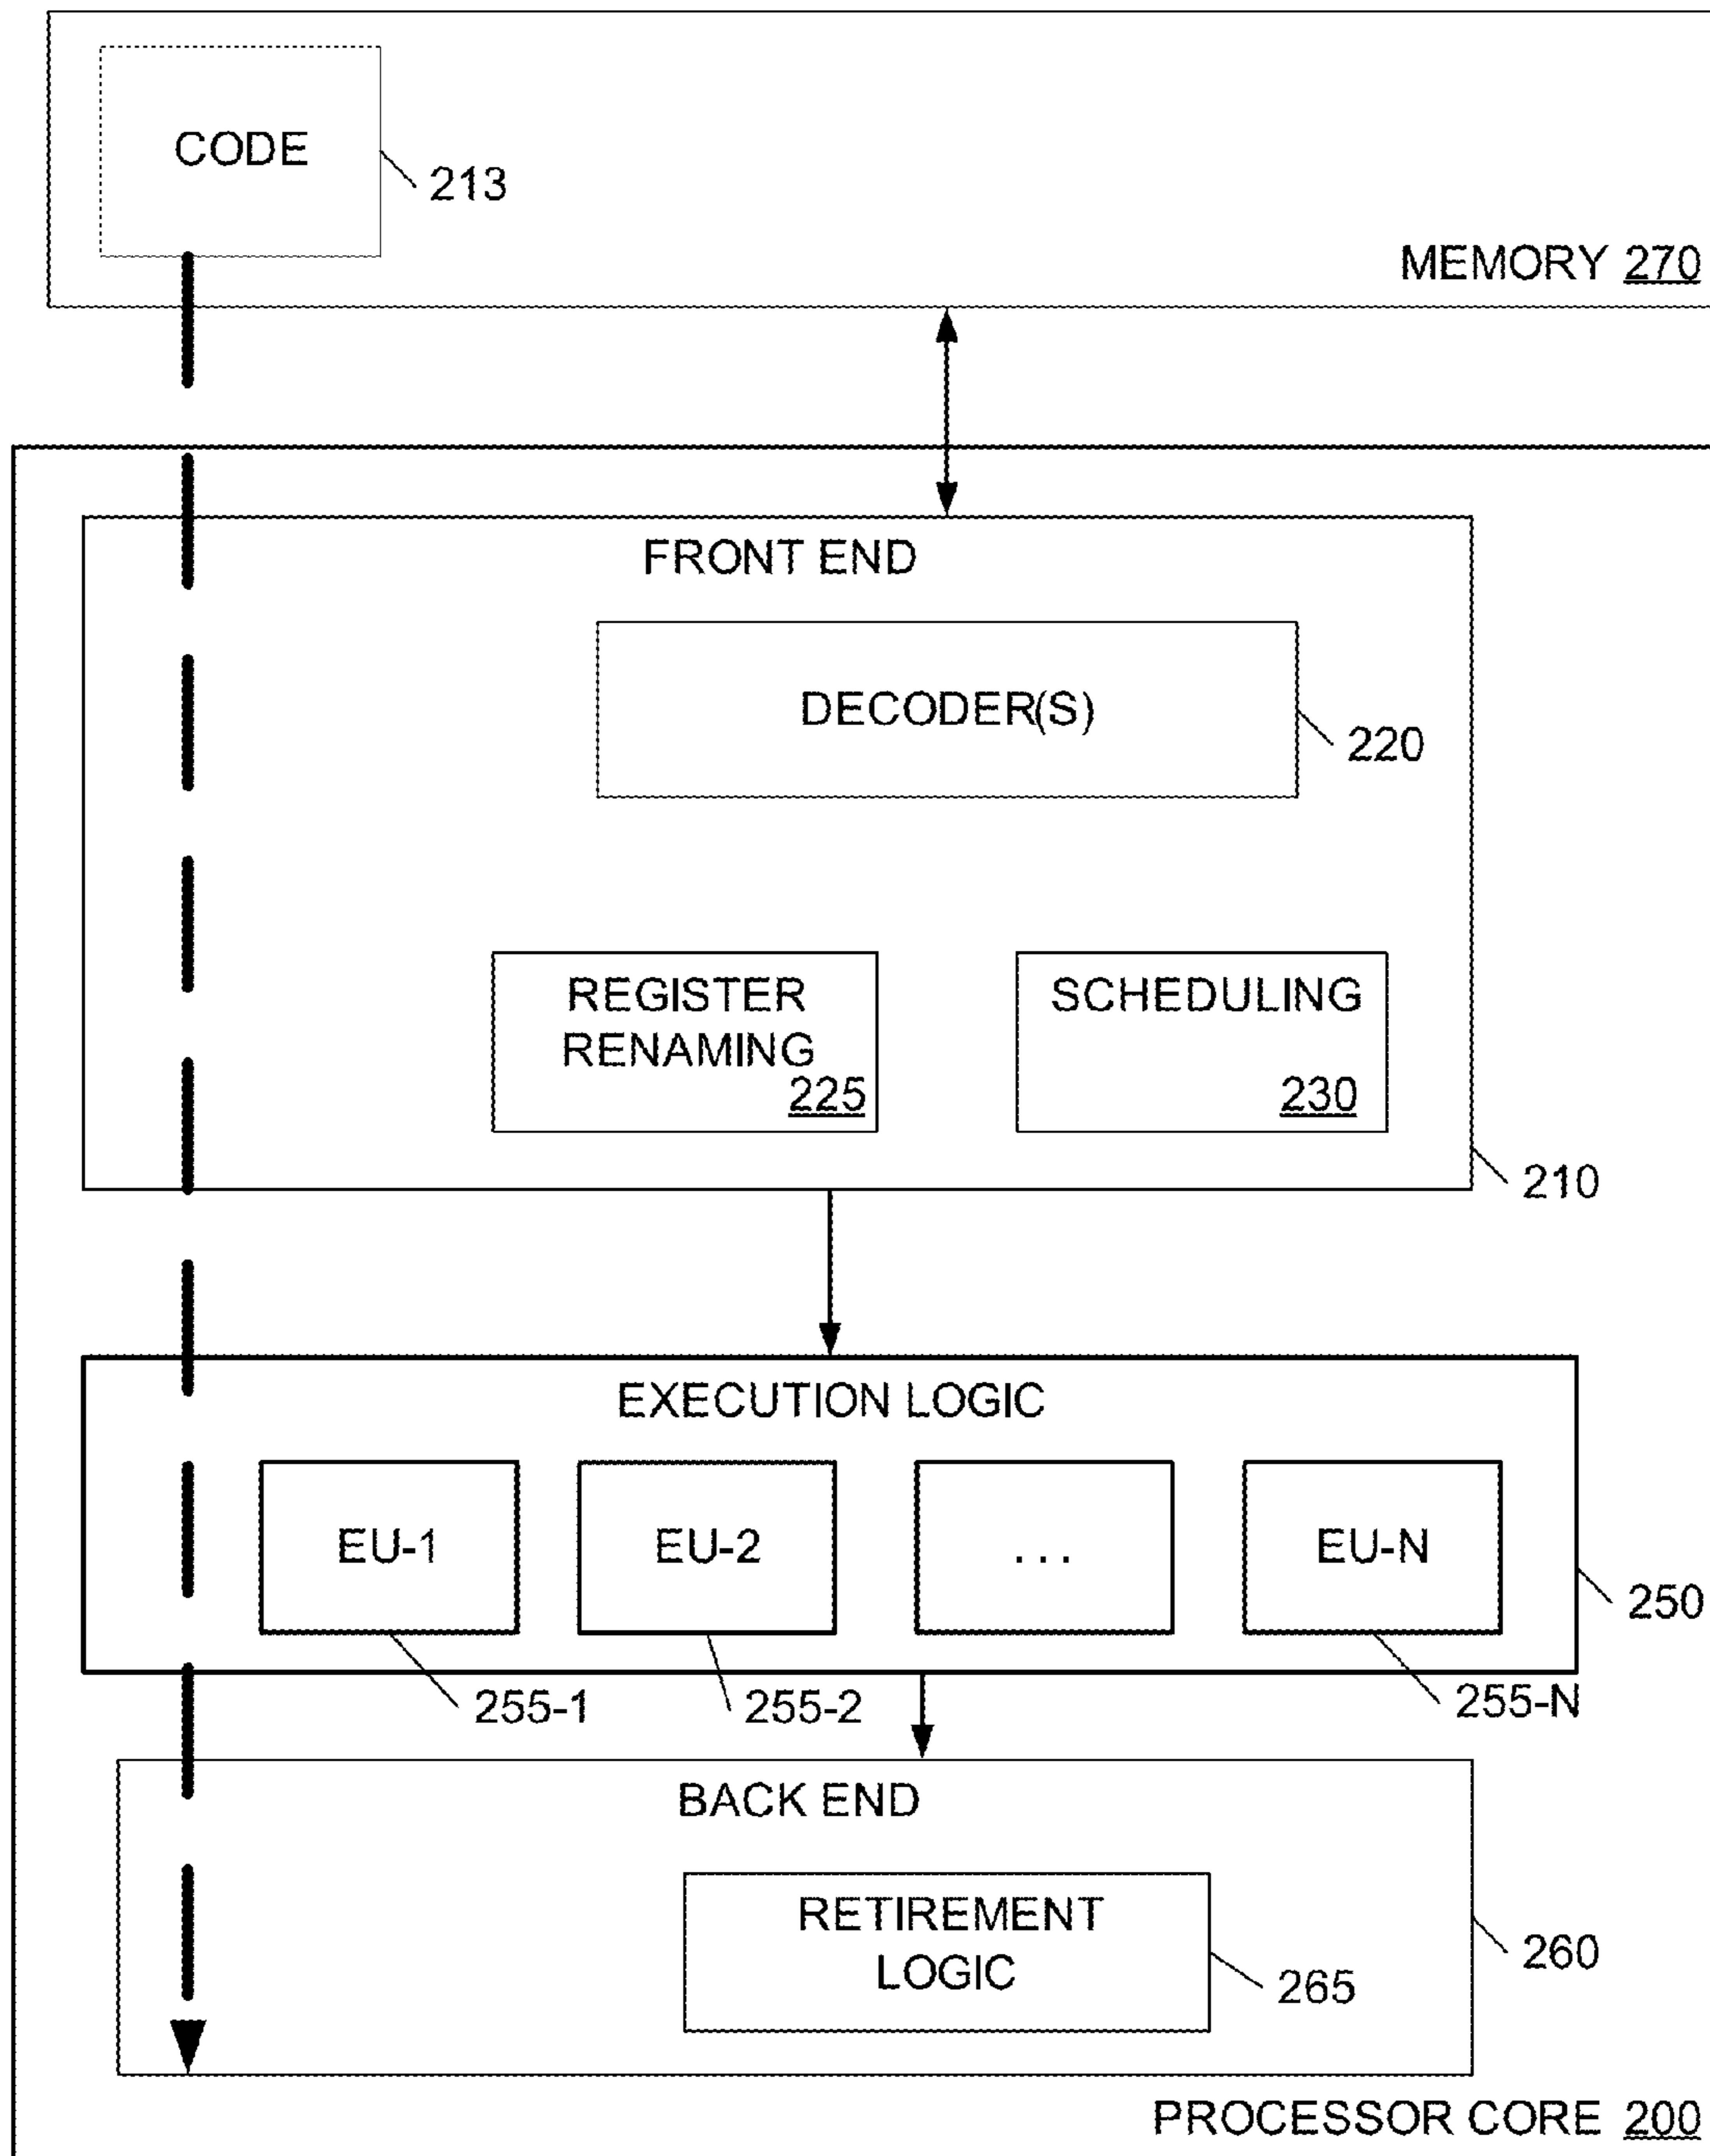 CODE
213
MEMORY 270
FRONT END
DECODER(S)
220
REGISTER
RENAMING
225
SCHEDULING
230
210
EXECUTION LOGIC
EU-1
EU-2
...
EU-N
250
255-1
255-2
255-N
BACK END
RETIREMENT
LOGIC
265
260
PROCESSOR CORE 200